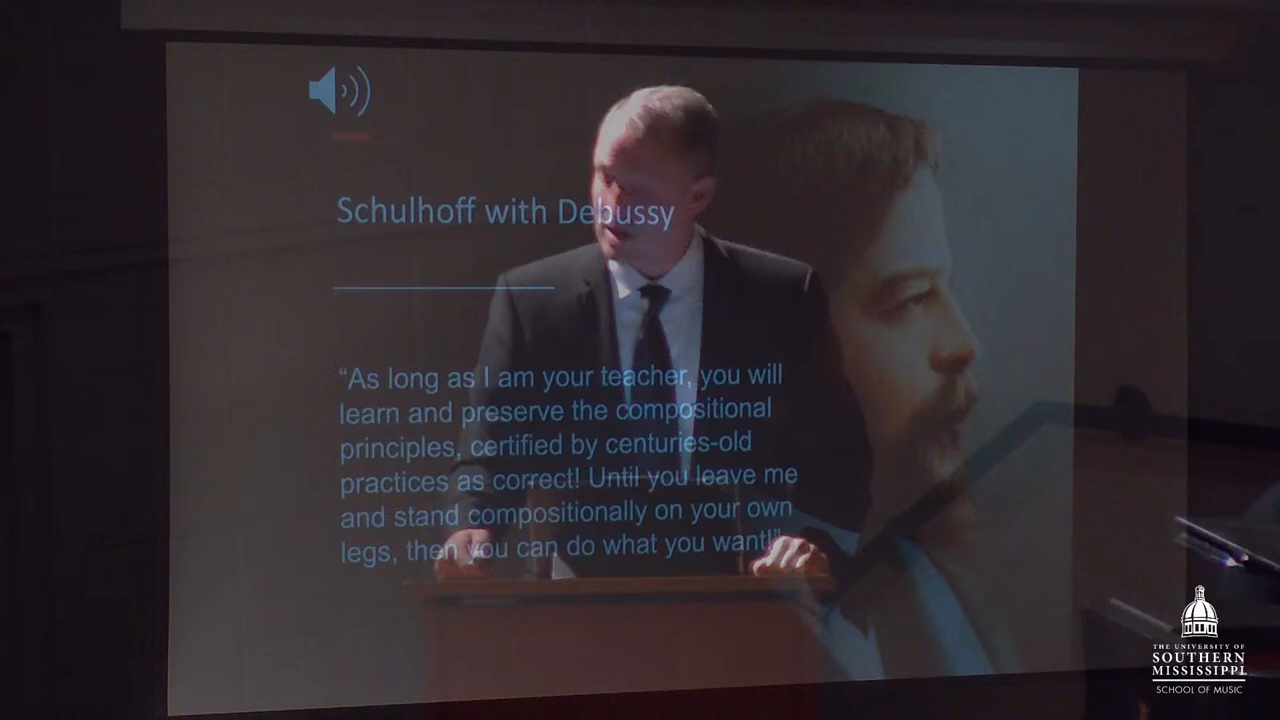 Schulhoff with Debussy
“As long as I am your teacher, you will
learn and preserve the compositional
principles, certified by centuries-old
practices as correct! Until you leave me
and stand compositionally on your own
legs, then you can do what you want!”
THE UNIVERSITY OF
SOUTHERN
MISSISSIPPI
SCHOOL OF MUSIC